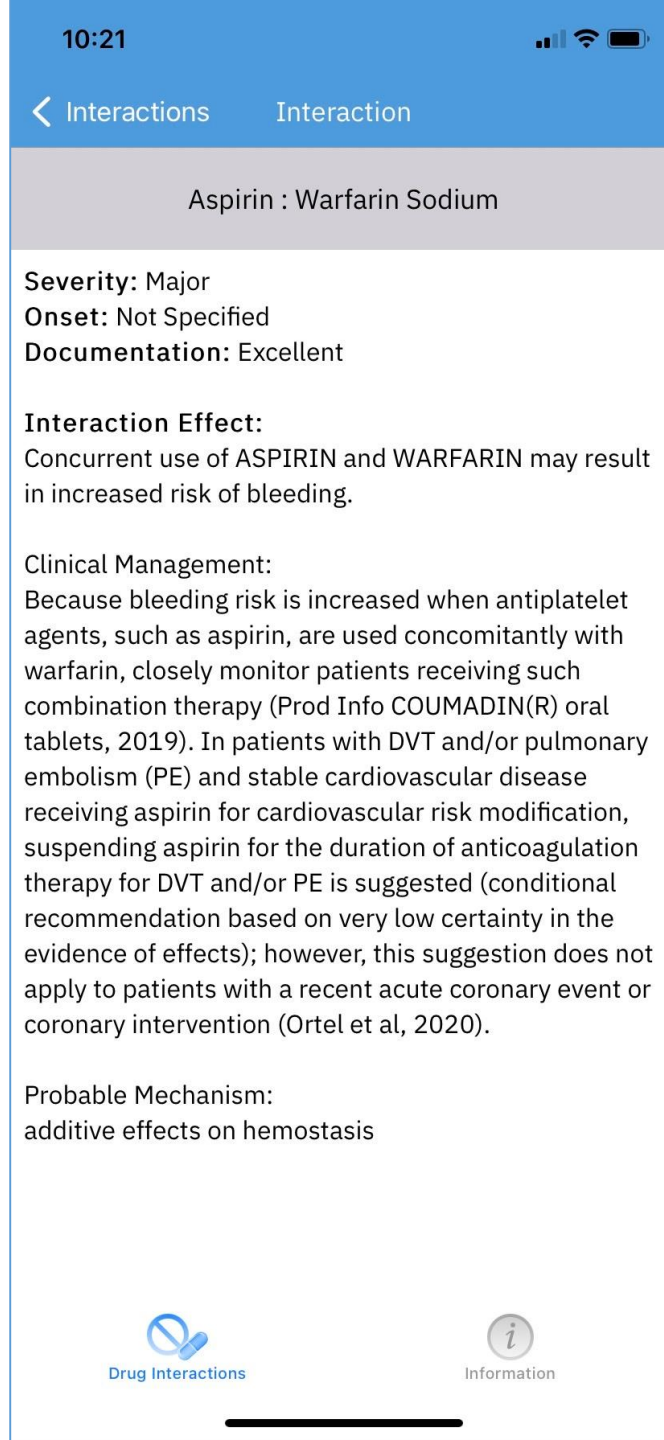 10:21
Interactions Interaction
Aspirin : Warfarin Sodium
Severity: Major
Onset: Not Specified
Documentation: Excellent
Interaction Effect:
Concurrent use of ASPIRIN and WARFARIN may result
in increased risk of bleeding.
Clinical Management:
Because bleeding risk is increased when antiplatelet
agents, such as aspirin, are used concomitantly with
warfarin, closely monitor patients receiving such
combination therapy (Prod Info COUMADIN(R) oral
tablets, 2019). In patients with DVT and/or pulmonary
embolism (PE) and stable cardiovascular disease
receiving aspirin for cardiovascular risk modification,
suspending aspirin for the duration of anticoagulation
therapy for DVT and/or PE is suggested (conditional
recommendation based on very low certainty in the
evidence of effects); however, this suggestion does not
apply to patients with a recent acute coronary event or
coronary intervention (Ortel et al, 2020).
Probable Mechanism:
additive effects on hemostasis
i
Drug Interactions Information